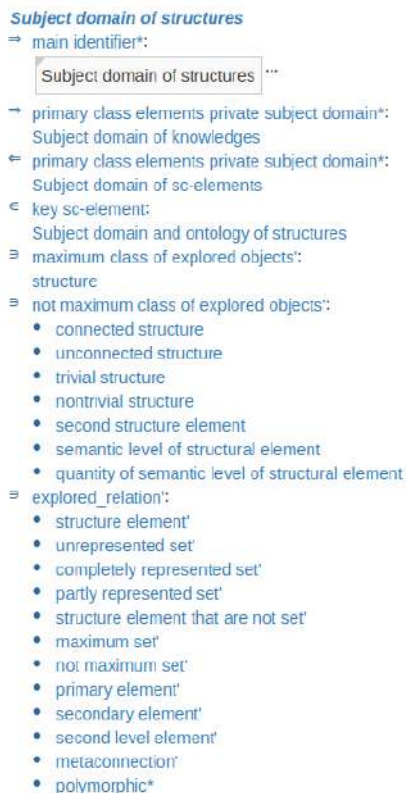 Subject domain of structures
⇒ main identifier*:
Subject domain of structures ...
→ primary class elements private subject domain*:
Subject domain of knowledges
⇐ primary class elements private subject domain*:
Subject domain of sc-elements
∈ key sc-element:
Subject domain and ontology of structures
∋ maximum class of explored objects':
structure
∋ not maximum class of explored objects':
• connected structure
• unconnected structure
• trivial structure
• nontrivial structure
• second structure element
• semantic level of structural element
• quantity of semantic level of structural element
∋ explored_relation':
• structure element'
• unrepresented set'
• completely represented set'
• partly represented set'
• structure element that are not set'
• maximum set'
• not maximum set'
• primary element'
• secondary element'
• second level element'
• metaconnection'
• polymorphic*